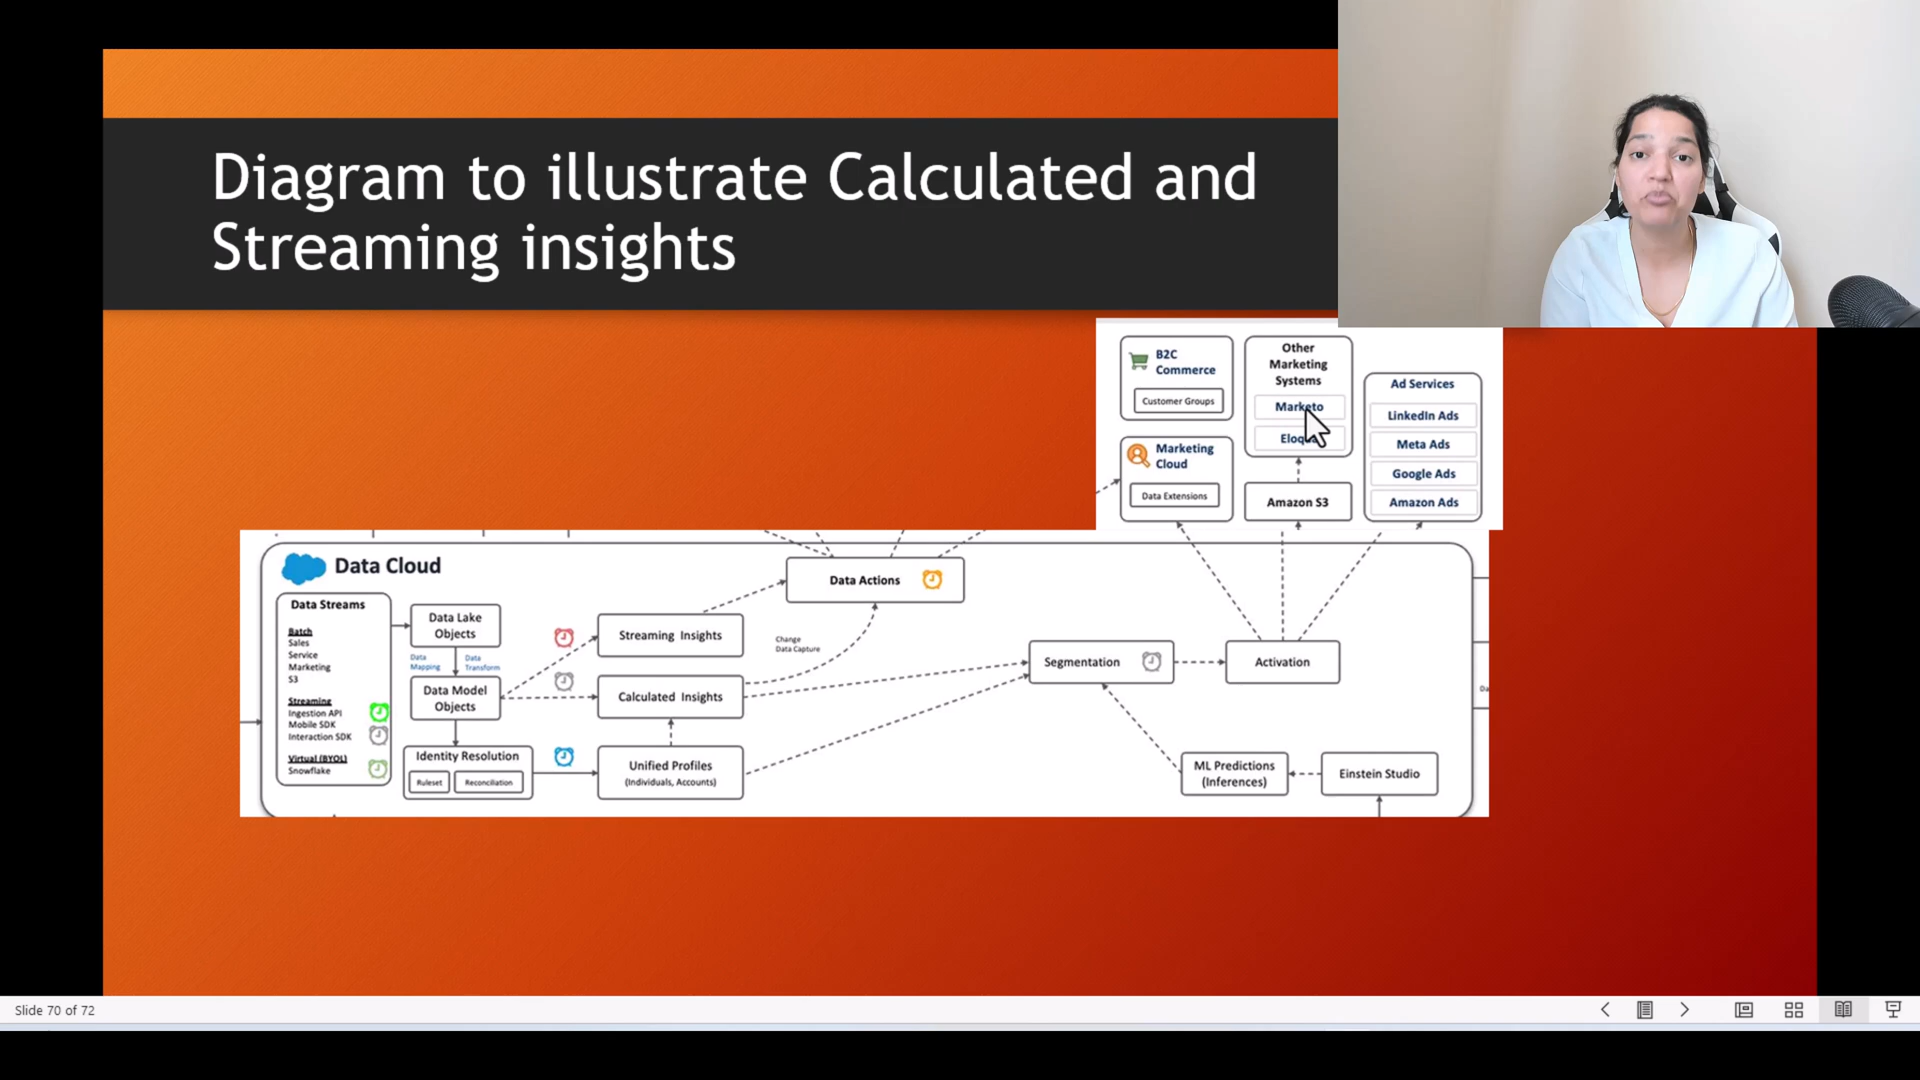 Diagram to illustrate Calculated and
Streaming insights
B2C
Commerce
Customer Groups
Marketing
Cloud
Data Extensions
Other
Marketing
Systems
Marketo
Amazon S3
Ad Services
LinkedIn Ads
Meta Ads
Google Ads
Amazon Ads
Data Cloud
Data Streams
Batch
Sales
Service
Marketing
S3
Streaming
Ingestion API
Mobile SDK
Interaction SDK
Virtual (BYOL)
Snowflake
Data Lake
Objects
Data
Mapping
Data
Transform
Data Model
Objects
Identity Resolution
Ruleset
Reconciliation
Streaming Insights
Calculated Insights
Unified Profiles
(Individuals, Accounts)
Data Actions
Change
Data Capture
Segmentation
Activation
ML Predictions
(Inferences)
Einstein Studio
Slide 70 of 72